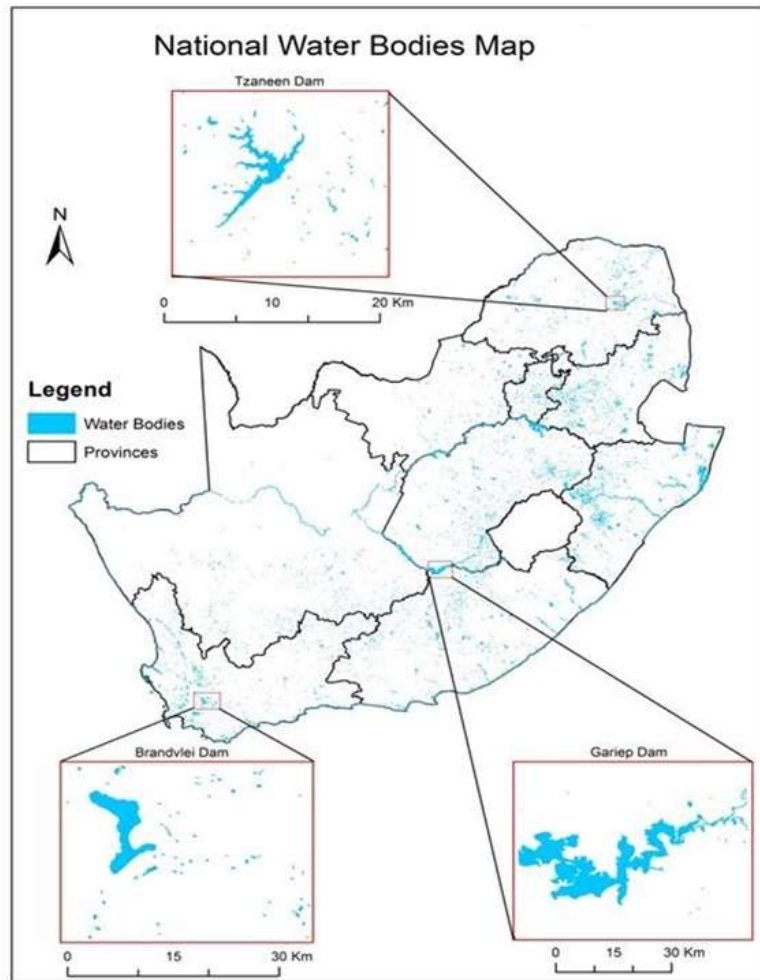 National Water Bodies Map
Tzaneen Dam
N
0 10 20 Km
Legend
Water Bodies
Provinces
Brandvlei Dam
Gariep Dam
0 15 30 Km
0 15 30 Km